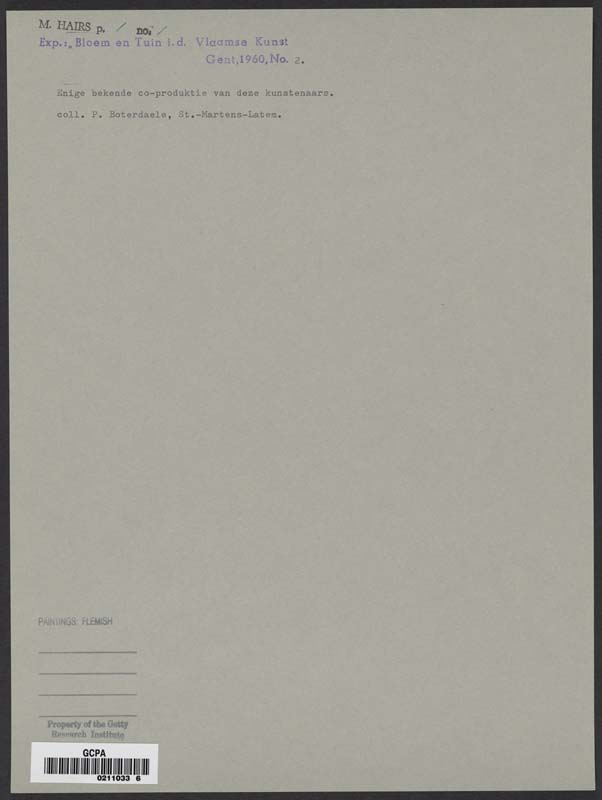 M. HAIRS p. / no. /
Exp.: „Bloem en Tuin i.d. Vlaamse Kunst
Gent,1960,No. 2.
Enige bekende co-produktie van deze kunstenaars.
coll. P. Boterdaele, St.-Martens-Latem.
PAINTINGS: FLEMISH
Property of the Getty
Research Institute
GCPA
0211033 6